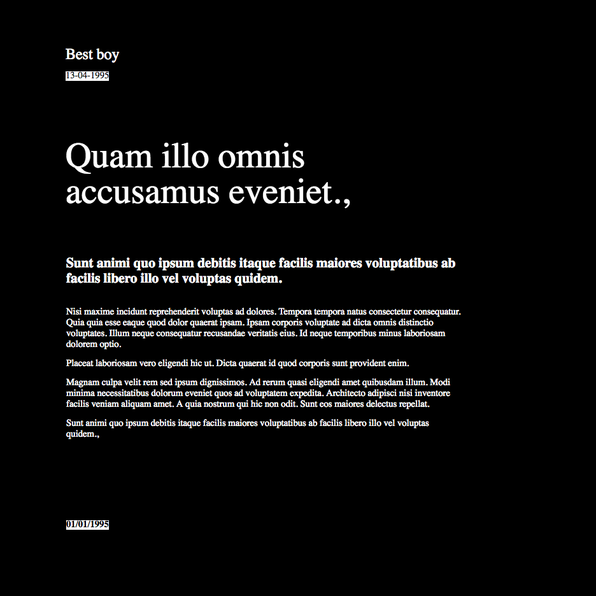 Best boy
13-04-1995
Quam illo omnis
accusamus eveniet.,
Sunt animi quo ipsum debitis itaque facilis maiores voluptatibus ab
facilis libero illo vel voluptas quidem.
Nisi maxime incidunt reprehenderit voluptas ad dolores. Tempora tempora natus consectetur consequatur.
Quia quia esse eaque quod dolor quaerat ipsam. Ipsam corporis voluptate ad dicta omnis distinctio
voluptates. Illum neque consequatur recusandae veritatis eius. Id neque temporibus minus laboriosam
dolorem optio.
Placeat laboriosam vero eligendi hic ut. Dicta quaerat id quod corporis sunt provident enim.
Magnam culpa velit rem sed ipsum dignissimos. Ad rerum quasi eligendi amet quibusdam illum. Modi
minima necessitatibus dolorum eveniet quos ad voluptatem expedita. Architecto adipisci nisi inventore
facilis veniam aliquam amet. A quia nostrum qui hic non odit. Sunt eos maiores delectus repellat.
Sunt animi quo ipsum debitis itaque facilis maiores voluptatibus ab facilis libero illo vel voluptas
quidem.,
01/01/1995